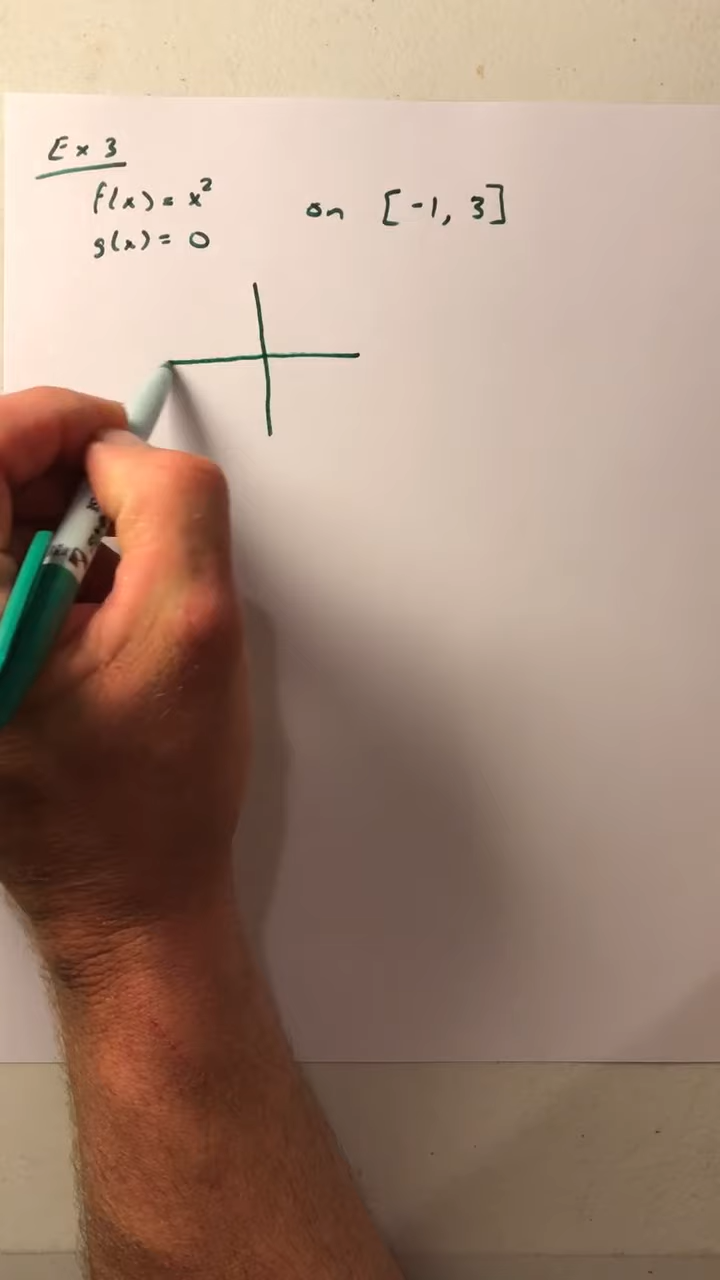 Ex 3
f(x) = x² on [-1, 3]
g(x) = 0